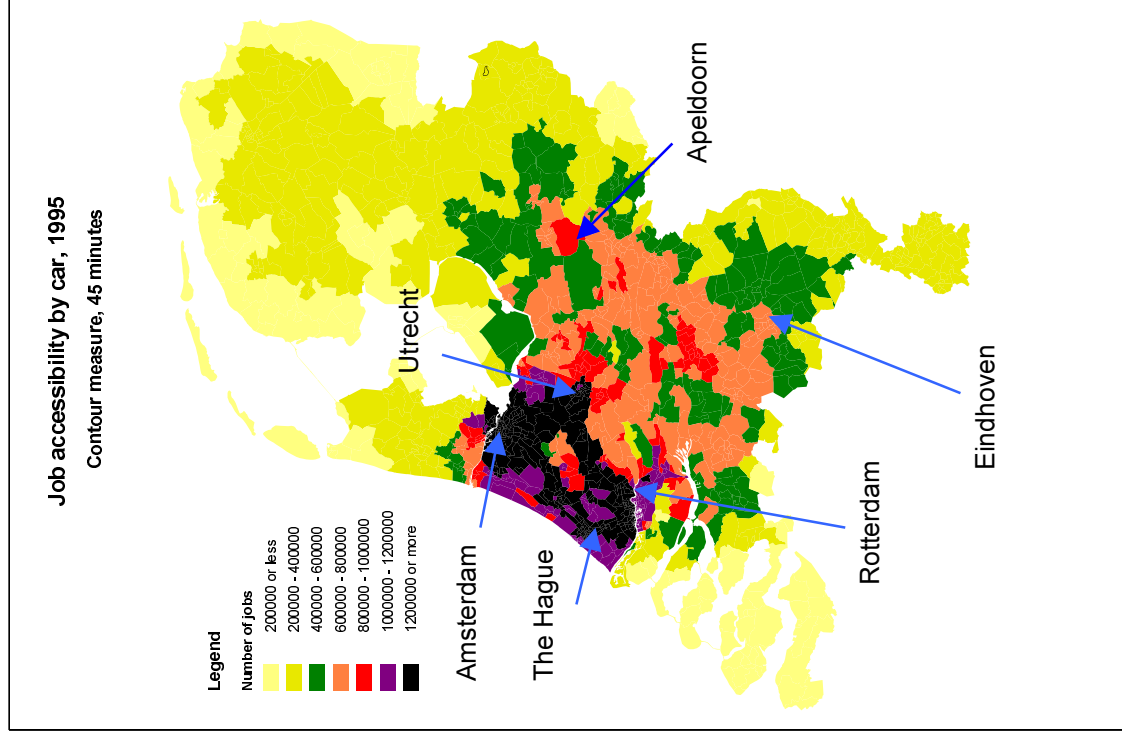 Job accessibility by car, 1995
Contour measure, 45 minutes
Legend
Number of jobs
200000 or less
200000 - 400000
400000 - 600000
600000 - 800000
800000 - 1000000
1000000 - 1200000
1200000 or more
Amsterdam
The Hague
Utrecht
Apeldoorn
Rotterdam
Eindhoven